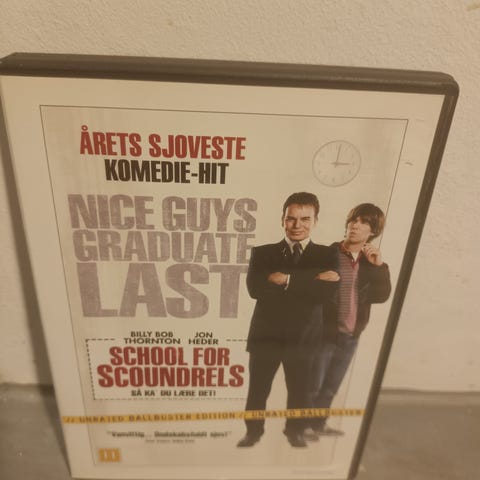 ÅRETS SJOVESTE
KOMEDIE-HIT
NICE GUYS
GRADUATE
LAST
BILLY BOB THORNTON
JON HEDER
SCHOOL FOR
SCOUNDRELS
SÅ KA' DU LÆRE DET!
// UNRATED BALLBUSTER EDITION // UNRATED BALLBUSTER
11